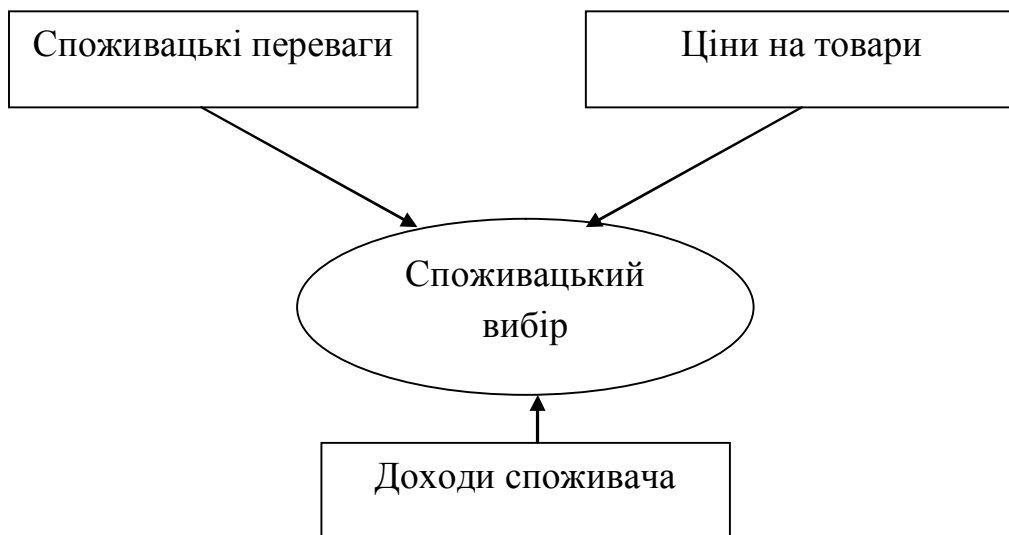 Споживацькі переваги
Ціни на товари
Споживацький
вибір
Доходи споживача